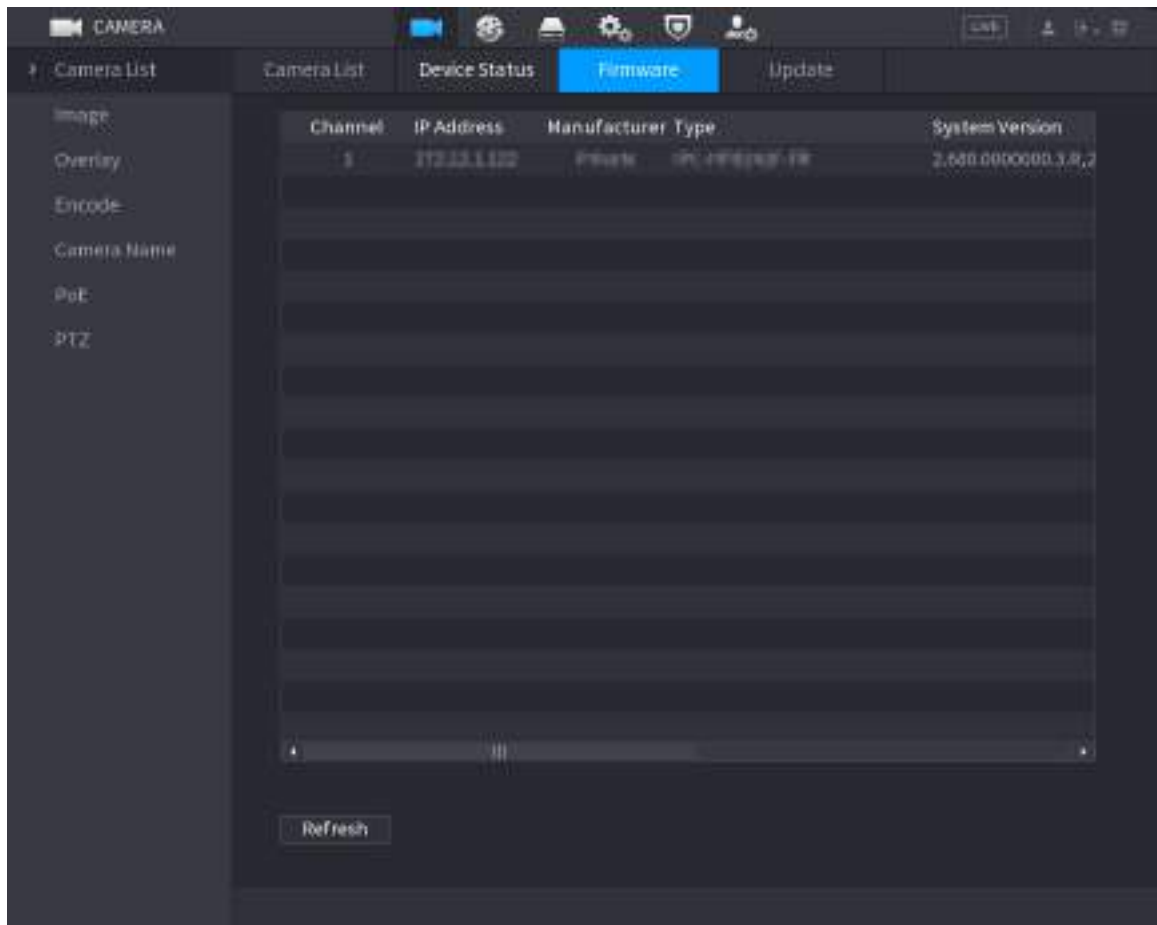 CAMERA LIVE
Camera List Camera List Device Status Firmware Update
Image
Overlay
Encode
Camera Name
PoE
PTZ
Channel IP Address Manufacturer Type System Version
1 Private 2.680.0000000.3.R,2
Refresh